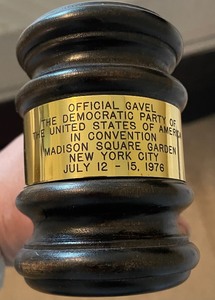 OFFICIAL GAVEL
THE DEMOCRATIC PARTY OF
THE UNITED STATES OF AMERICA
IN CONVENTION
MADISON SQUARE GARDEN
NEW YORK CITY
JULY 12 - 15, 1976